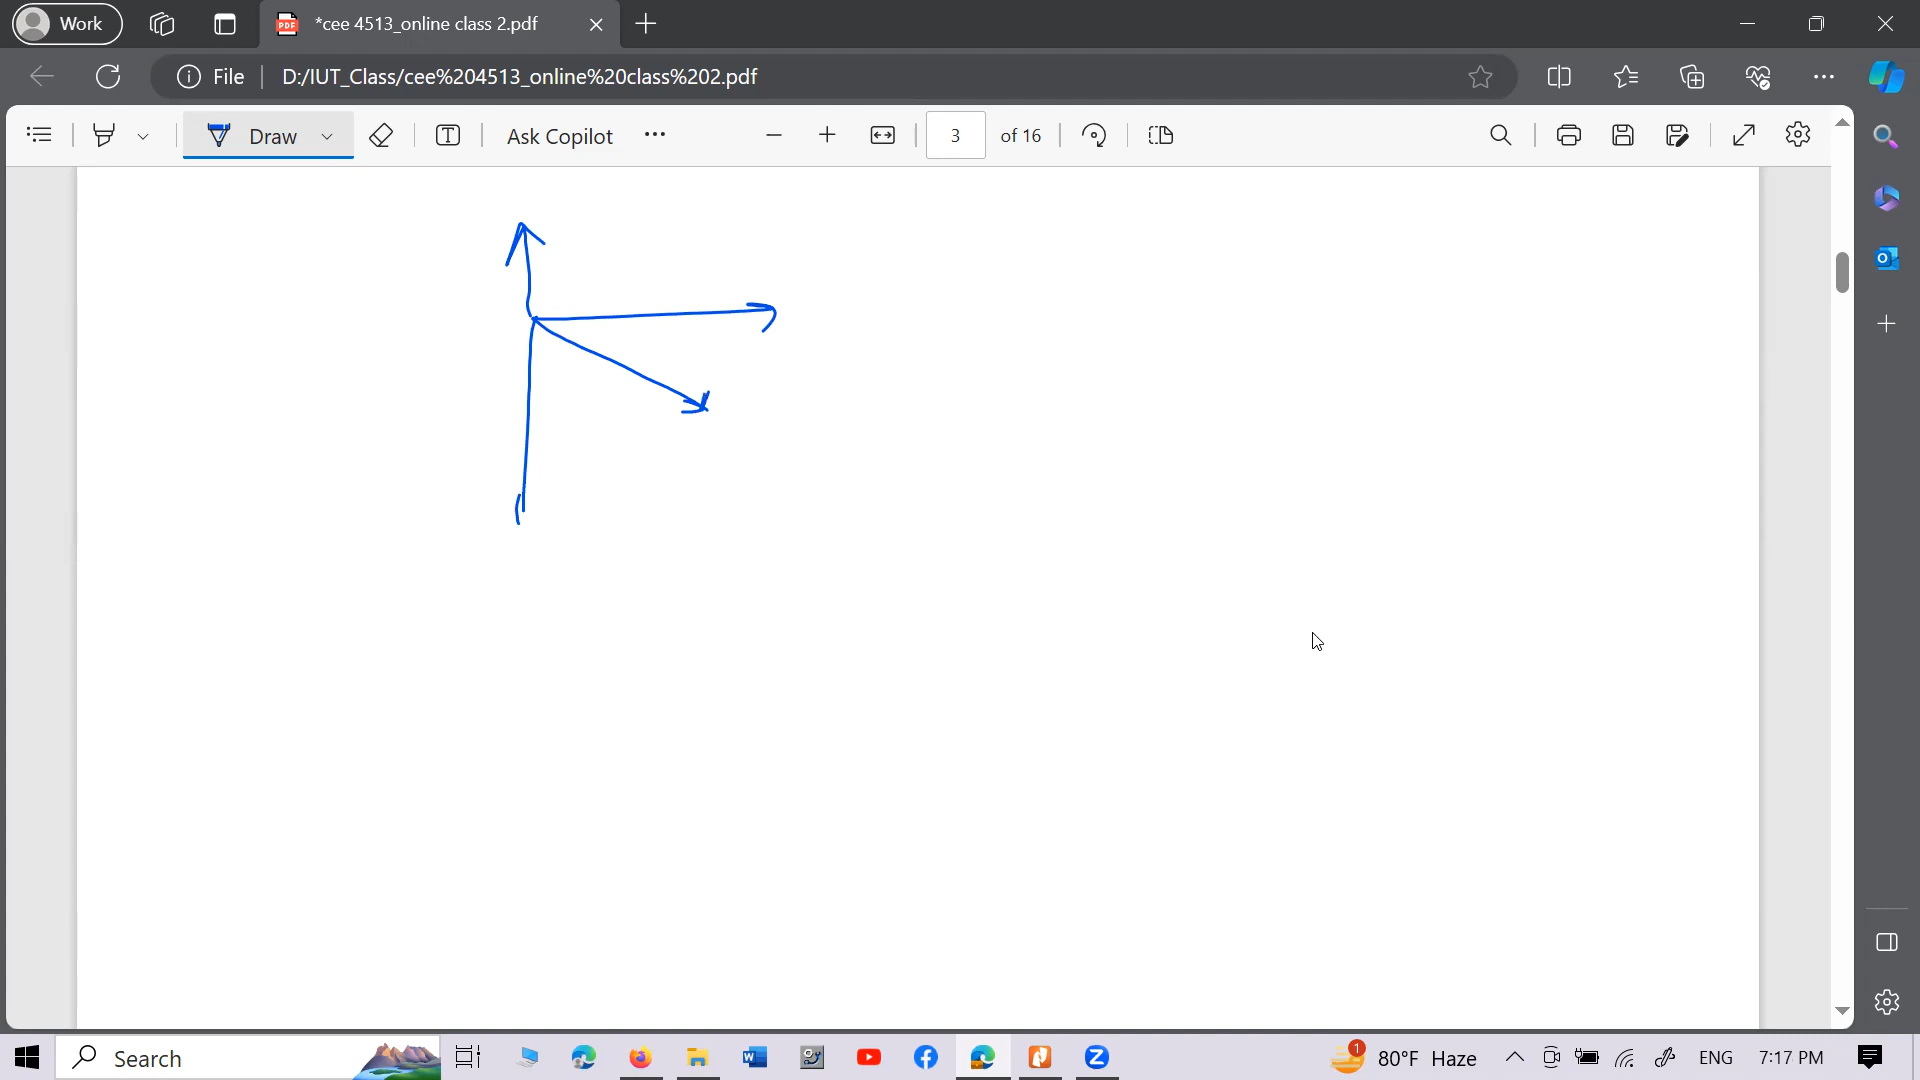 Work
*cee 4513_online class 2.pdf
File
D:/IUT_Class/cee%204513_online%20class%202.pdf
Draw
Ask Copilot
3
of 16
Search
1
80°F Haze
ENG
7:17 PM